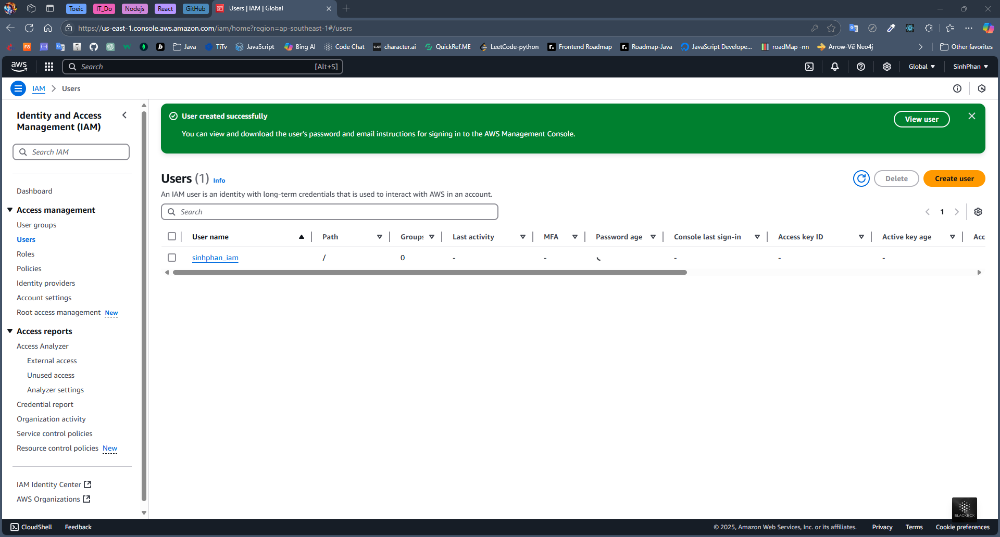 Toeic
IT_Do
Nodejs
React
GitHub
Users | IAM | Global
https://us-east-1.console.aws.amazon.com/iam/home?region=ap-southeast-1#/users
F8
Java
TiTv
JavaScript
Bing AI
c.ai
Code Chat
character.ai
QuickRef.ME
LeetCode-python
Frontend Roadmap
Roadmap-Java
JavaScript Develope...
roadMap -nn
Arrow-Vẽ Neo4j
Other favorites
aws
Search
[Alt+S]
Global
SinhPhan
IAM
Users
Identity and Access
Management (IAM)
Search IAM
Dashboard
Access management
User groups
Users
Roles
Policies
Identity providers
Account settings
Root access management New
Access reports
Access Analyzer
External access
Unused access
Analyzer settings
Credential report
Organization activity
Service control policies
Resource control policies New
IAM Identity Center
AWS Organizations
User created successfully
You can view and download the user's password and email instructions for signing in to the AWS Management Console.
View user
Users (1) Info
Delete
Create user
An IAM user is an identity with long-term credentials that is used to interact with AWS in an account.
Search
1
User name
Path
Groups
Last activity
MFA
Password age
Console last sign-in
Access key ID
Active key age
Acc
sinhphan_iam
/
0
-
-
-
-
-
BLACKBOX
CloudShell
Feedback
© 2025, Amazon Web Services, Inc. or its affiliates.
Privacy
Terms
Cookie preferences